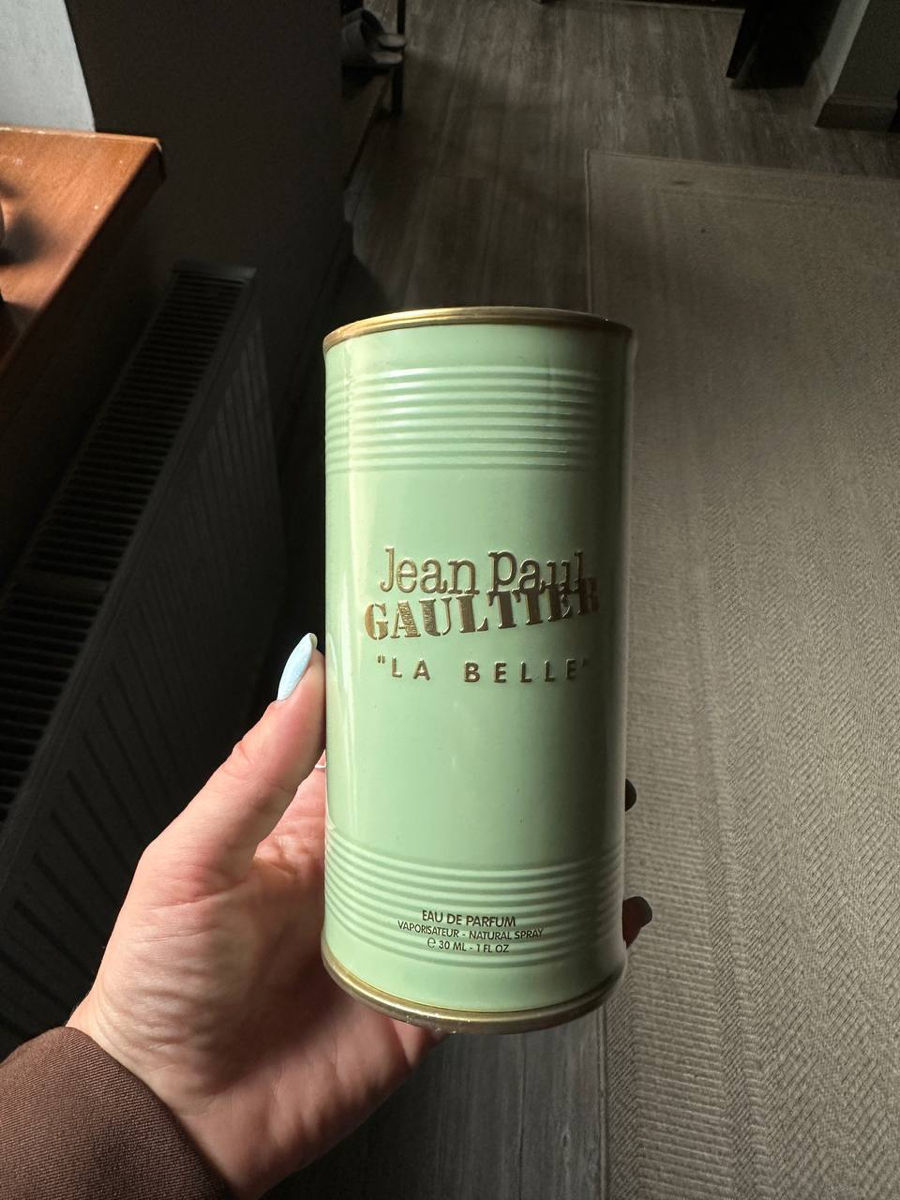 Jean Paul
GAULTIER
"LA BELLE"
EAU DE PARFUM
VAPORISATEUR - NATURAL SPRAY
℮ 30 ML - 1 FL OZ